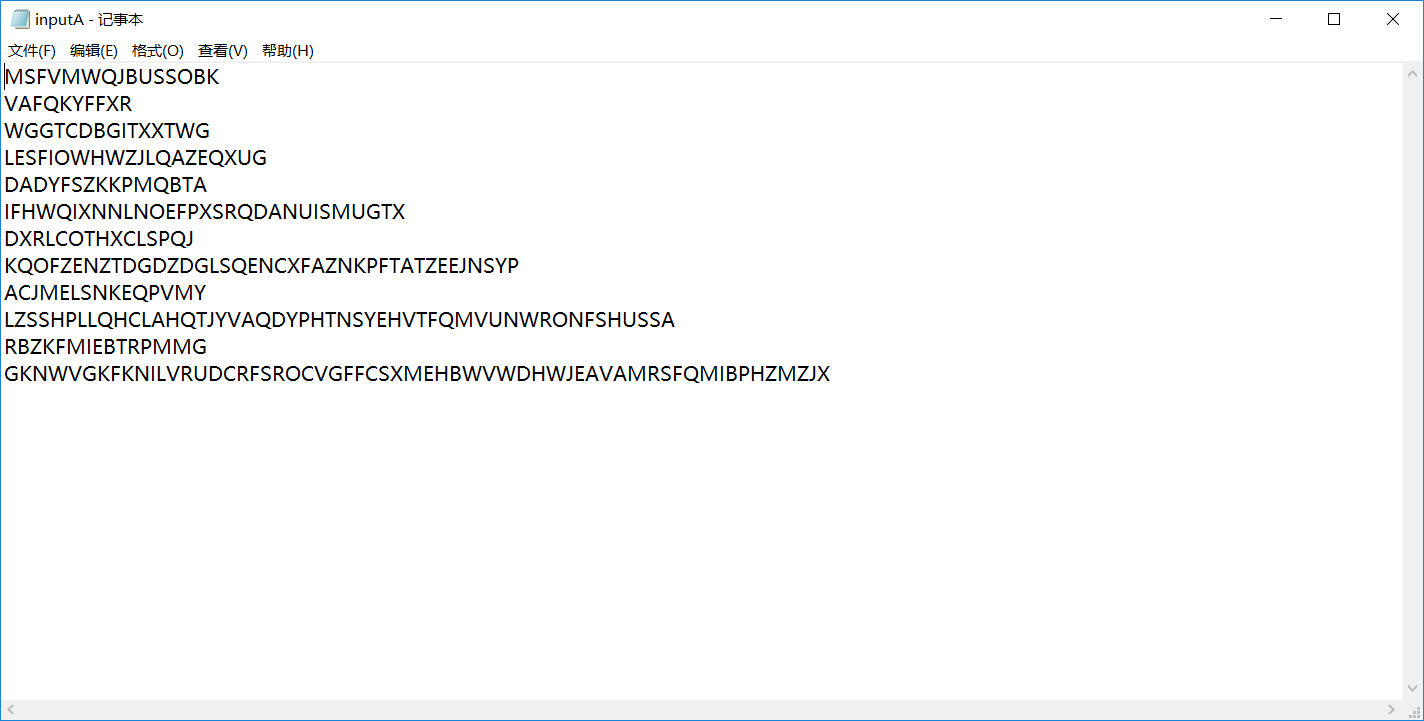 inputA - 记事本
文件(F) 编辑(E) 格式(O) 查看(V) 帮助(H)
MSFVMWQJBUSSOBK
VAFQKYFFXR
WGGTCDBGITXXTWG
LESFIOWHWZJLQAZEQXUG
DADYFSZKKPMQBTA
IFHWQIXNNLNOEFPXSRQDANUISMUGTX
DXRLCOTHXCLSPQJ
KQOFZENZTDGDZDGLSQENCXFAZNKPFTATZEEJNSYP
ACJMELSNKEQPVMY
LZSSHPLLQHCLAHQTJYVAQDYPHTNSYEHVTFQMVUNWRONFSHUSSA
RBZKFMIEBTRPMMG
GKNWVGKFKNILVRUDCRFSROCVGFFCSXMEHBWVWDHWJEAVAMRSFQMIBPHZMZJX